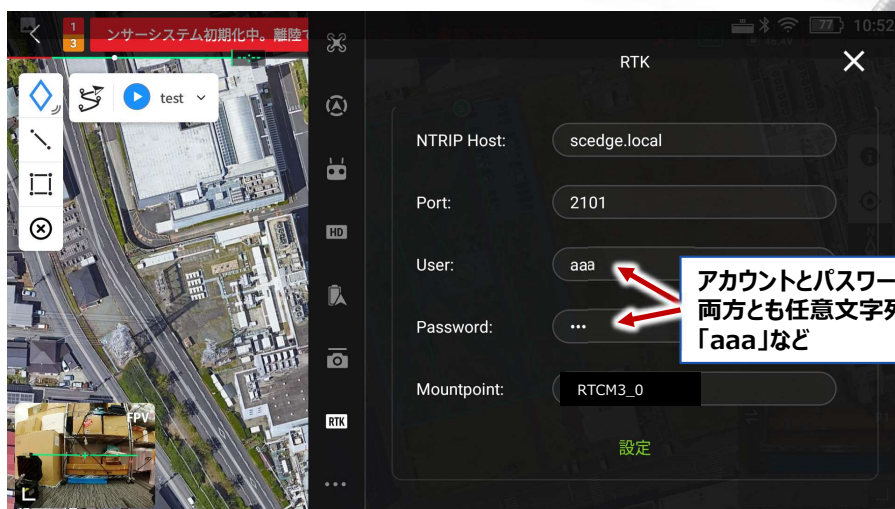 1
3
ンサーシステム初期化中。離陸
77 10:52
RTK
test
NTRIP Host: scedge.local
Port: 2101
HD
User: aaa
アカウントとパスワー
両方とも任意文字列
「aaa」など
Password: •••
Mountpoint: RTCM3_0
FPV
RTK
設定